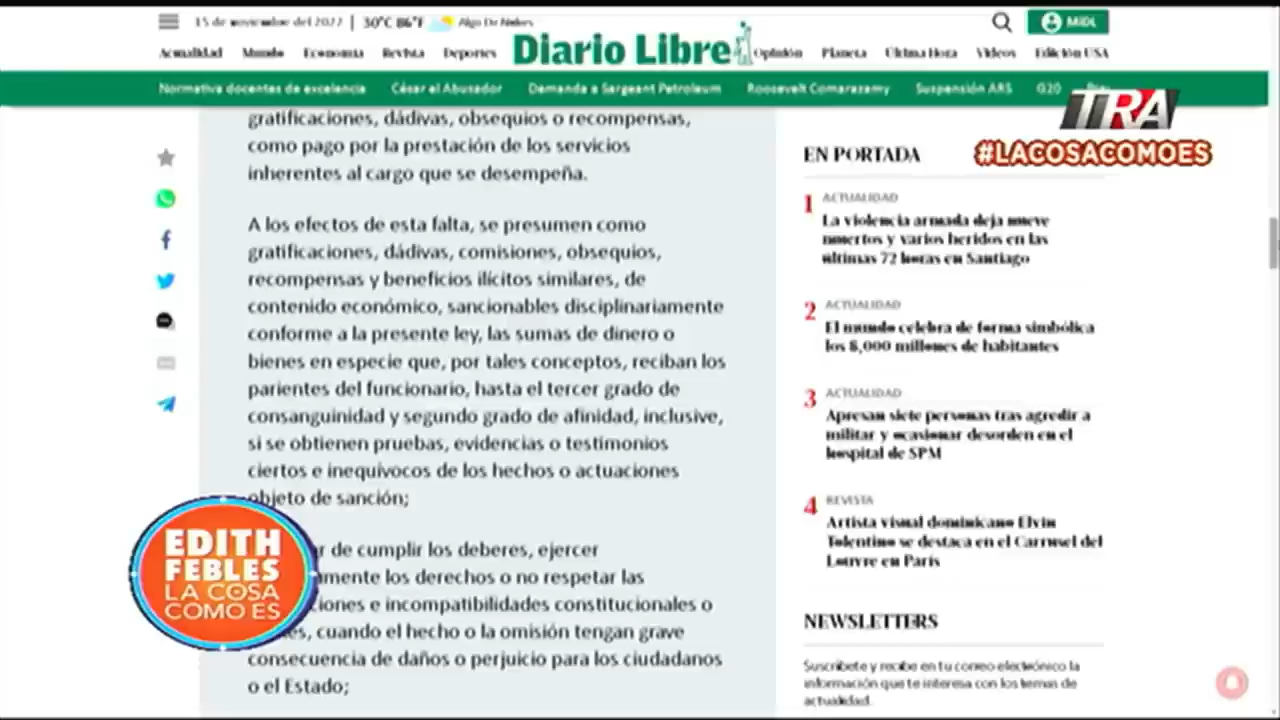 15 de noviembre del 2022 | 30°C 86°F Algo De Nubes
MIDL
Actualidad Mundo Economía Revista Deportes Diario Libre Opinión Planeta Última Hora Videos Edición USA
Normativa docentes de excelencia César el Abusador Demanda a Sargeant Petroleum Roosevelt Comarazamy Suspensión ARS G20
TRA
#LACOSACOMOES
gratificaciones, dádivas, obsequios o recompensas,
como pago por la prestación de los servicios
inherentes al cargo que se desempeña.
A los efectos de esta falta, se presumen como
gratificaciones, dádivas, comisiones, obsequios,
recompensas y beneficios ilícitos similares, de
contenido económico, sancionables disciplinariamente
conforme a la presente ley, las sumas de dinero o
bienes en especie que, por tales conceptos, reciban los
parientes del funcionario, hasta el tercer grado de
consanguinidad y segundo grado de afinidad, inclusive,
si se obtienen pruebas, evidencias o testimonios
ciertos e inequívocos de los hechos o actuaciones
objeto de sanción;
de cumplir los deberes, ejercer
los derechos o no respetar las
e incompatibilidades constitucionales o
cuando el hecho o la omisión tengan grave
consecuencia de daños o perjuicio para los ciudadanos
o el Estado;
EDITH
FEBLES
LA COSA
COMO ES
EN PORTADA
1 ACTUALIDAD
La violencia armada deja nueve
muertos y varios heridos en las
últimas 72 horas en Santiago
2 ACTUALIDAD
El mundo celebra de forma simbólica
los 8,000 millones de habitantes
3 ACTUALIDAD
Apresan siete personas tras agredir a
militar y ocasionar desorden en el
hospital de SPM
4 REVISTA
Artista visual dominicano Elvin
Tolentino se destaca en el Carrusel del
Louvre en París
NEWSLETTERS
Suscríbete y recibe en tu correo electrónico la
información que te interesa con los temas de
actualidad.